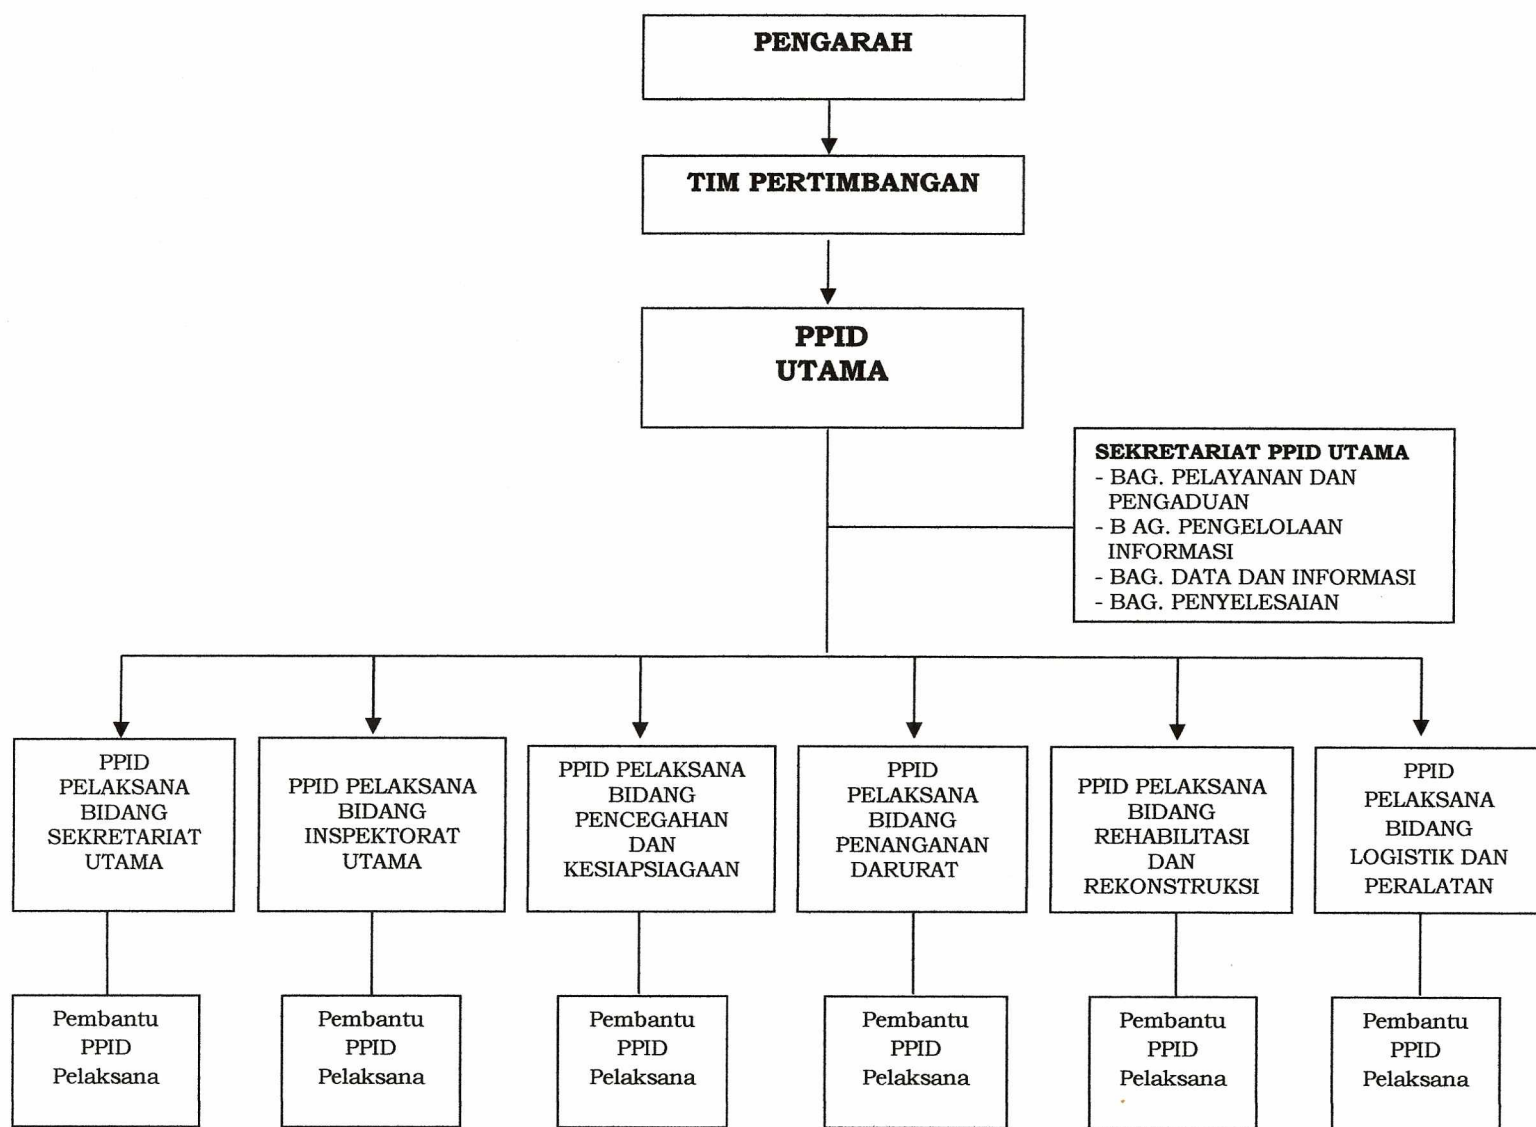 PENGARAH
TIM PERTIMBANGAN
PPID
UTAMA
SEKRETARIAT PPID UTAMA
- BAG. PELAYANAN DAN
PENGADUAN
- B AG. PENGELOLAAN
INFORMASI
- BAG. DATA DAN INFORMASI
- BAG. PENYELESAIAN
PPID
PELAKSANA
BIDANG
SEKRETARIAT
UTAMA
PPID PELAKSANA
BIDANG
INSPEKTORAT
UTAMA
PPID PELAKSANA
BIDANG
PENCEGAHAN
DAN
KESIAPSIAGAAN
PPID
PELAKSANA
BIDANG
PENANGANAN
DARURAT
PPID PELAKSANA
BIDANG
REHABILITASI
DAN
REKONSTRUKSI
PPID
PELAKSANA
BIDANG
LOGISTIK DAN
PERALATAN
Pembantu
PPID
Pelaksana
Pembantu
PPID
Pelaksana
Pembantu
PPID
Pelaksana
Pembantu
PPID
Pelaksana
Pembantu
PPID
Pelaksana
Pembantu
PPID
Pelaksana